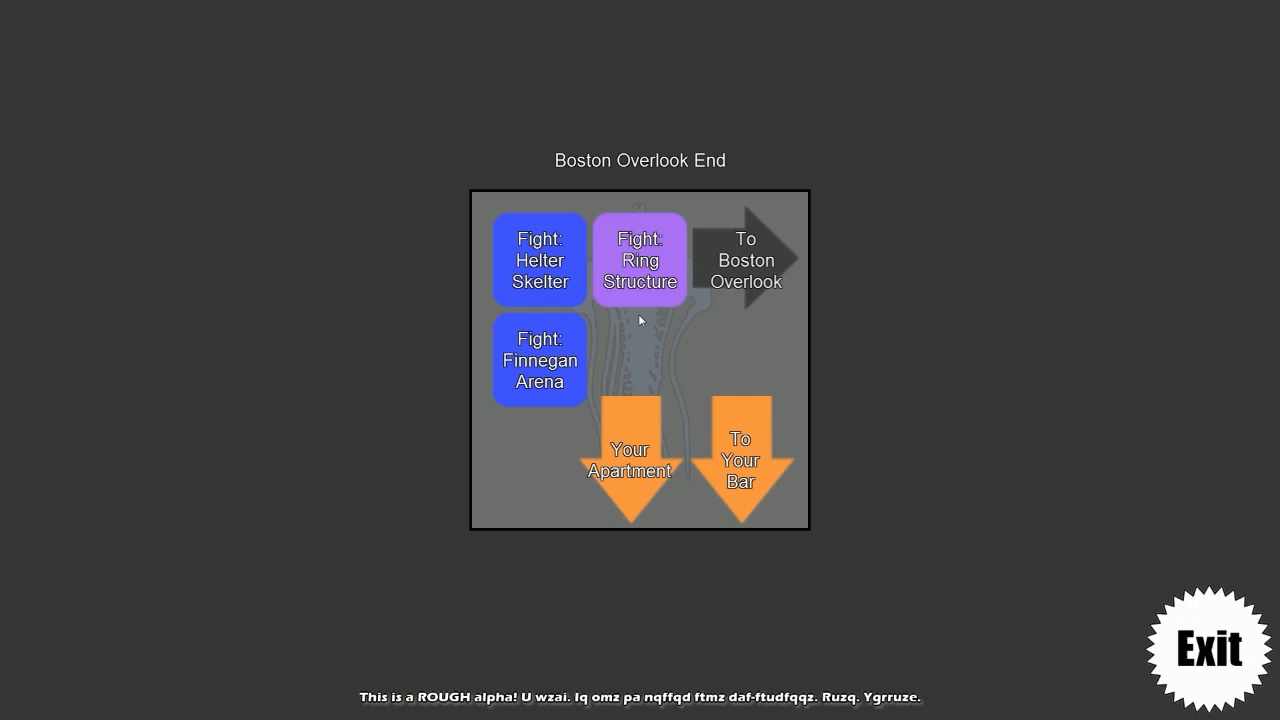 Boston Overlook End
Fight:
Helter
Skelter
Fight:
Ring
Structure
To
Boston
Overlook
Fight:
Finnegan
Arena
Your
Apartment
To
Your
Bar
Exit
This is a ROUGH alpha! U wzai. Iq omz pa nqffqd ftmz daf-ftudfqqz. Ruzq. Ygrruze.